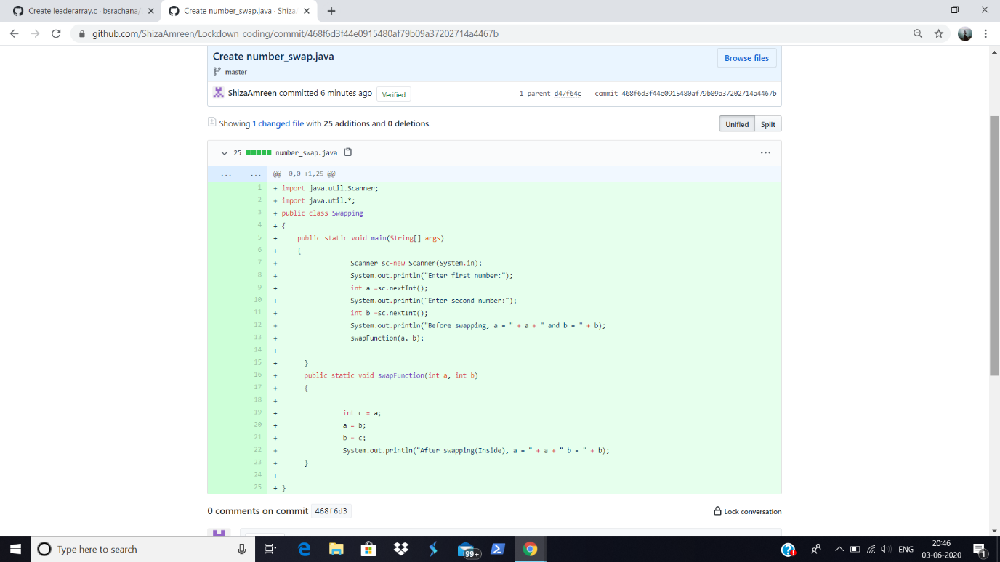 Create leaderarray.c · bsrachana/
Create number_swap.java · Shiza
github.com/ShizaAmreen/Lockdown_coding/commit/468f6d3f44e0915480af79b09a37202714a4467b
Create number_swap.java
Browse files
master
ShizaAmreen committed 6 minutes ago Verified
1 parent d47f64c commit 468f6d3f44e0915480af79b09a37202714a4467b
Showing 1 changed file with 25 additions and 0 deletions.
Unified Split
25 number_swap.java
... ... @@ -0,0 +1,25 @@
1 + import java.util.Scanner;
2 + import java.util.*;
3 + public class Swapping
4 + {
5 + public static void main(String[] args)
6 + {
7 + Scanner sc=new Scanner(System.in);
8 + System.out.println("Enter first number:");
9 + int a =sc.nextInt();
10 + System.out.println("Enter second number:");
11 + int b =sc.nextInt();
12 + System.out.println("Before swapping, a = " + a + " and b = " + b);
13 + swapFunction(a, b);
14 +
15 + }
16 + public static void swapFunction(int a, int b)
17 + {
18 +
19 + int c = a;
20 + a = b;
21 + b = c;
22 + System.out.println("After swapping(Inside), a = " + a + " b = " + b);
23 + }
24 +
25 + }
0 comments on commit 468f6d3
Lock conversation
Type here to search
99+
ENG
20:46
03-06-2020
1